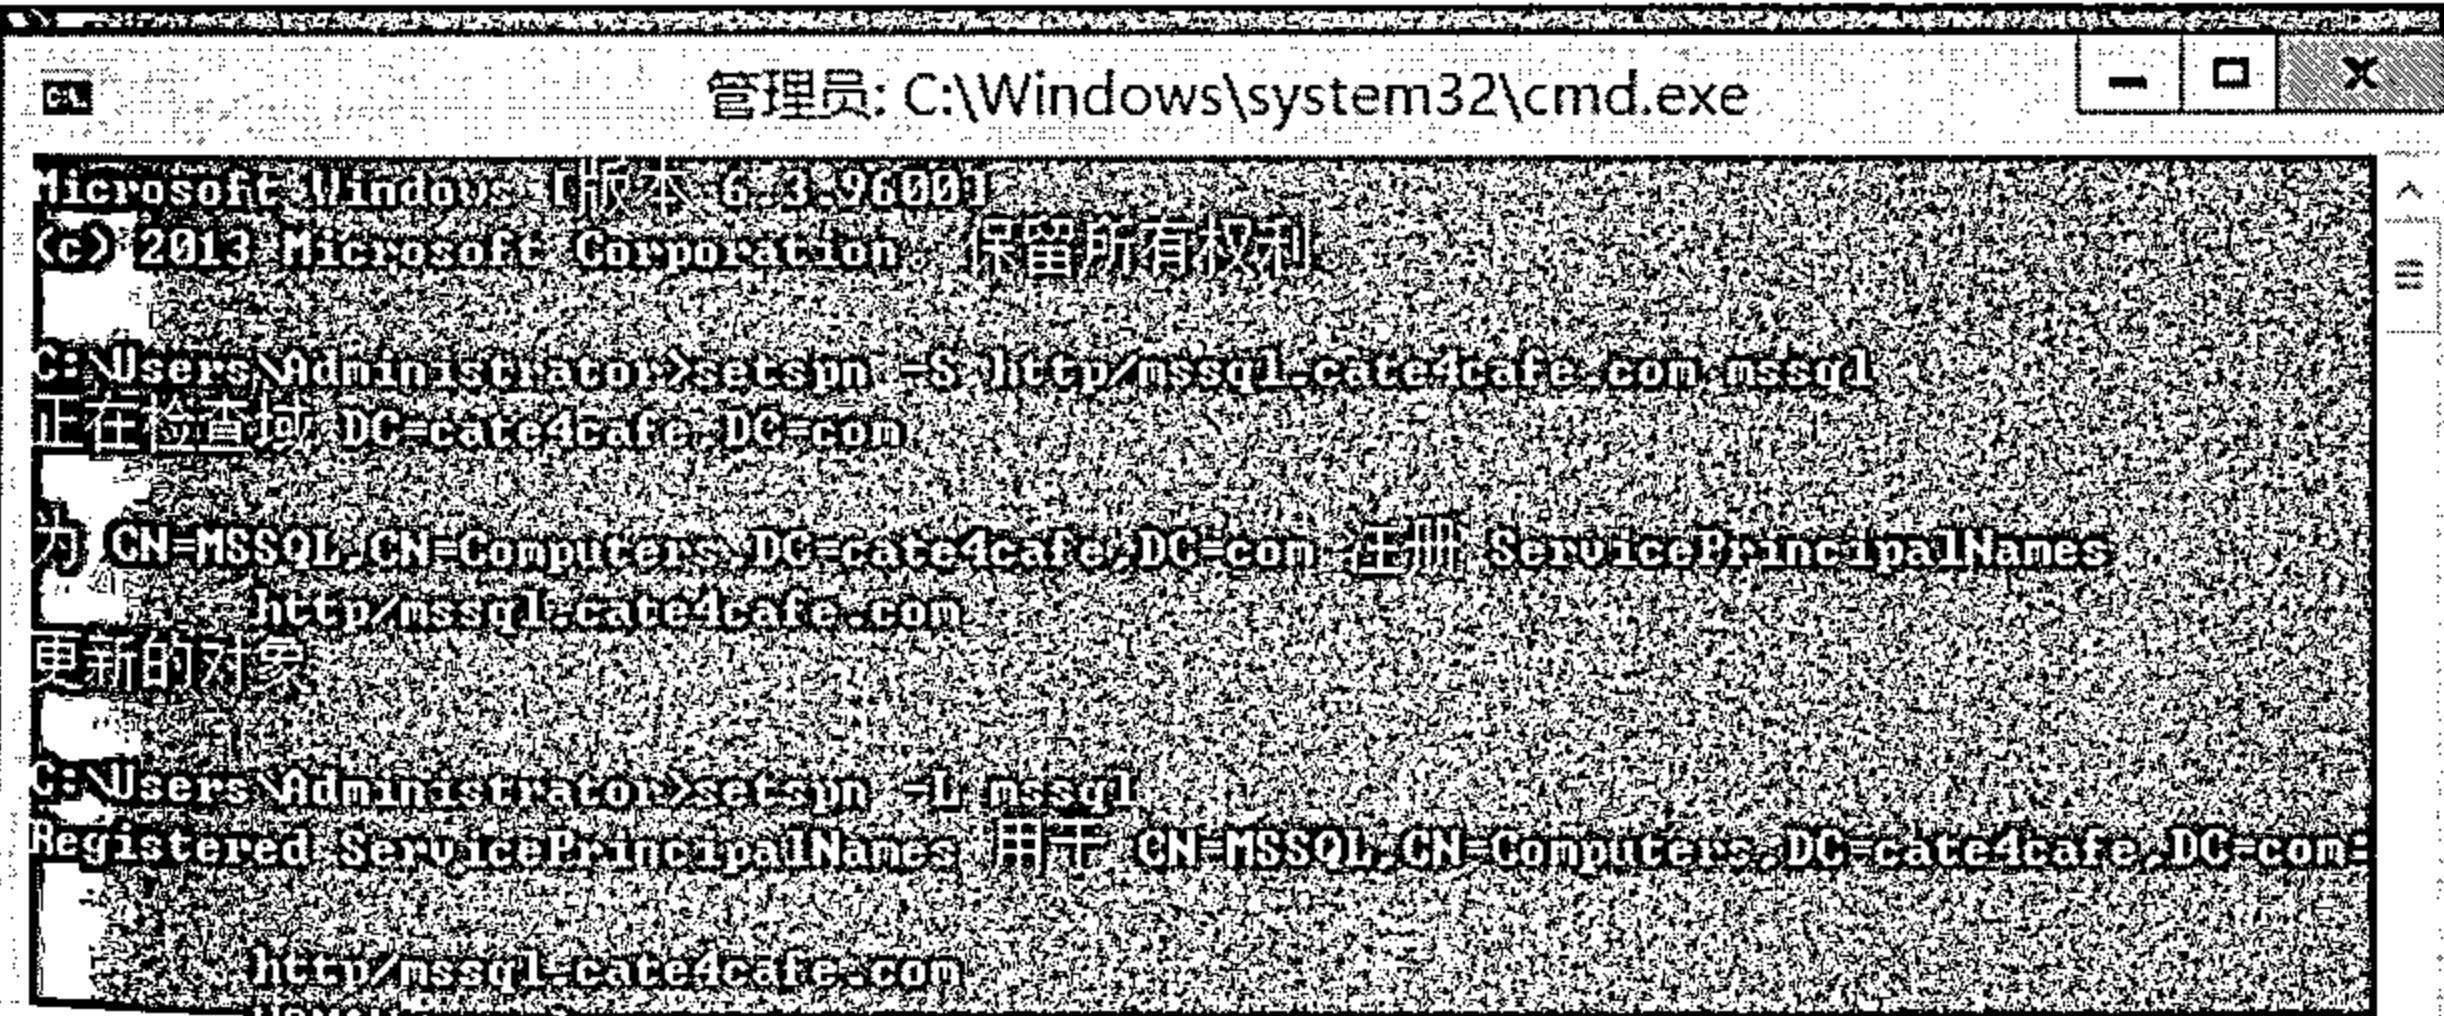 管理员: C:\Windows\system32\cmd.exe
Microsoft Windows [版本 6.3.9600]
(c) 2013 Microsoft Corporation。 保留所有权利。
C:\Users\Administrator>setspn -S http/mssql.cate4cafe.com mssql
正在检查域 DC=cate4cafe,DC=com
为 CN=MSSQL,CN=Computers,DC=cate4cafe,DC=com 注册 ServicePrincipalNames
http/mssql.cate4cafe.com
更新的对象
C:\Users\Administrator>setspn -L mssql
Registered ServicePrincipalNames 用于 CN=MSSQL,CN=Computers,DC=cate4cafe,DC=com:
http/mssql.cate4cafe.com